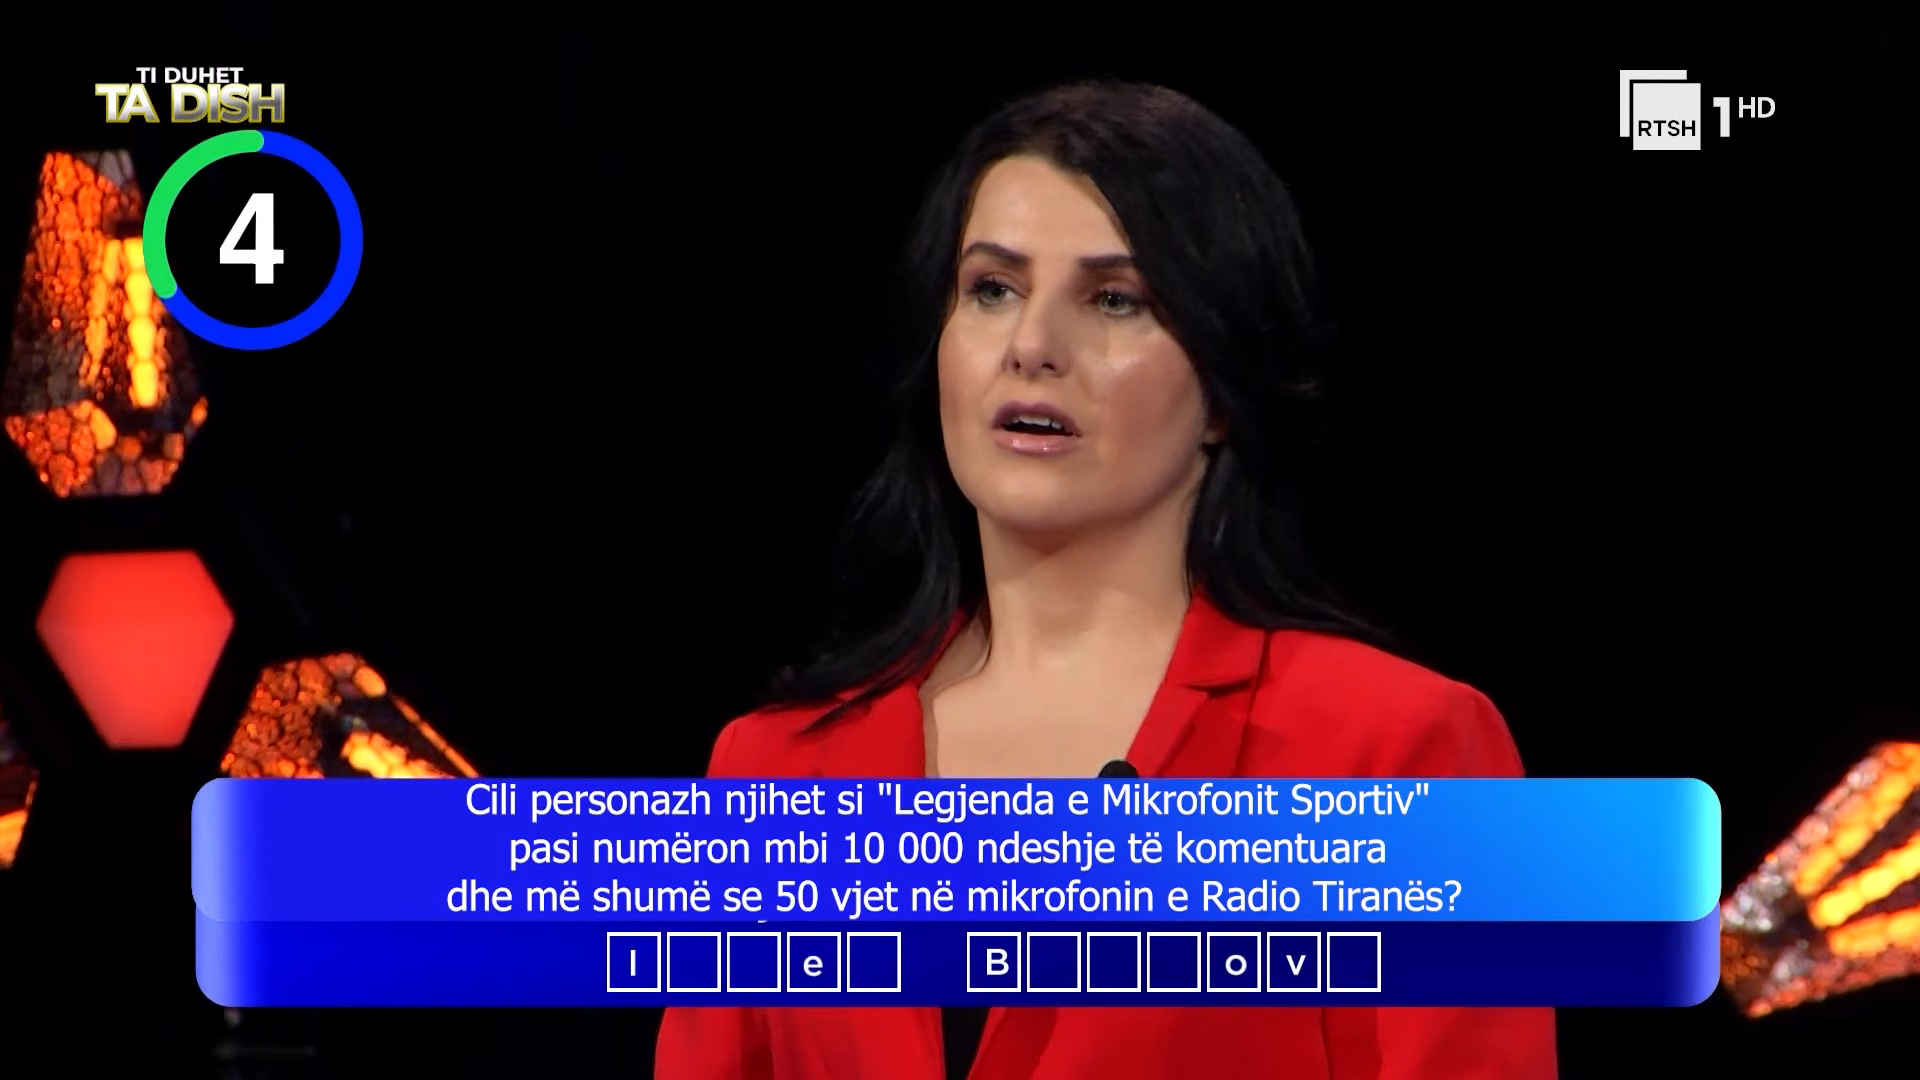 TI DUHET
TA DISH
RTSH 1 HD
4
Cili personazh njihet si "Legjenda e Mikrofonit Sportiv"
pasi numëron mbi 10 000 ndeshje të komentuara
dhe më shumë se 50 vjet në mikrofonin e Radio Tiranës?
I e B o v